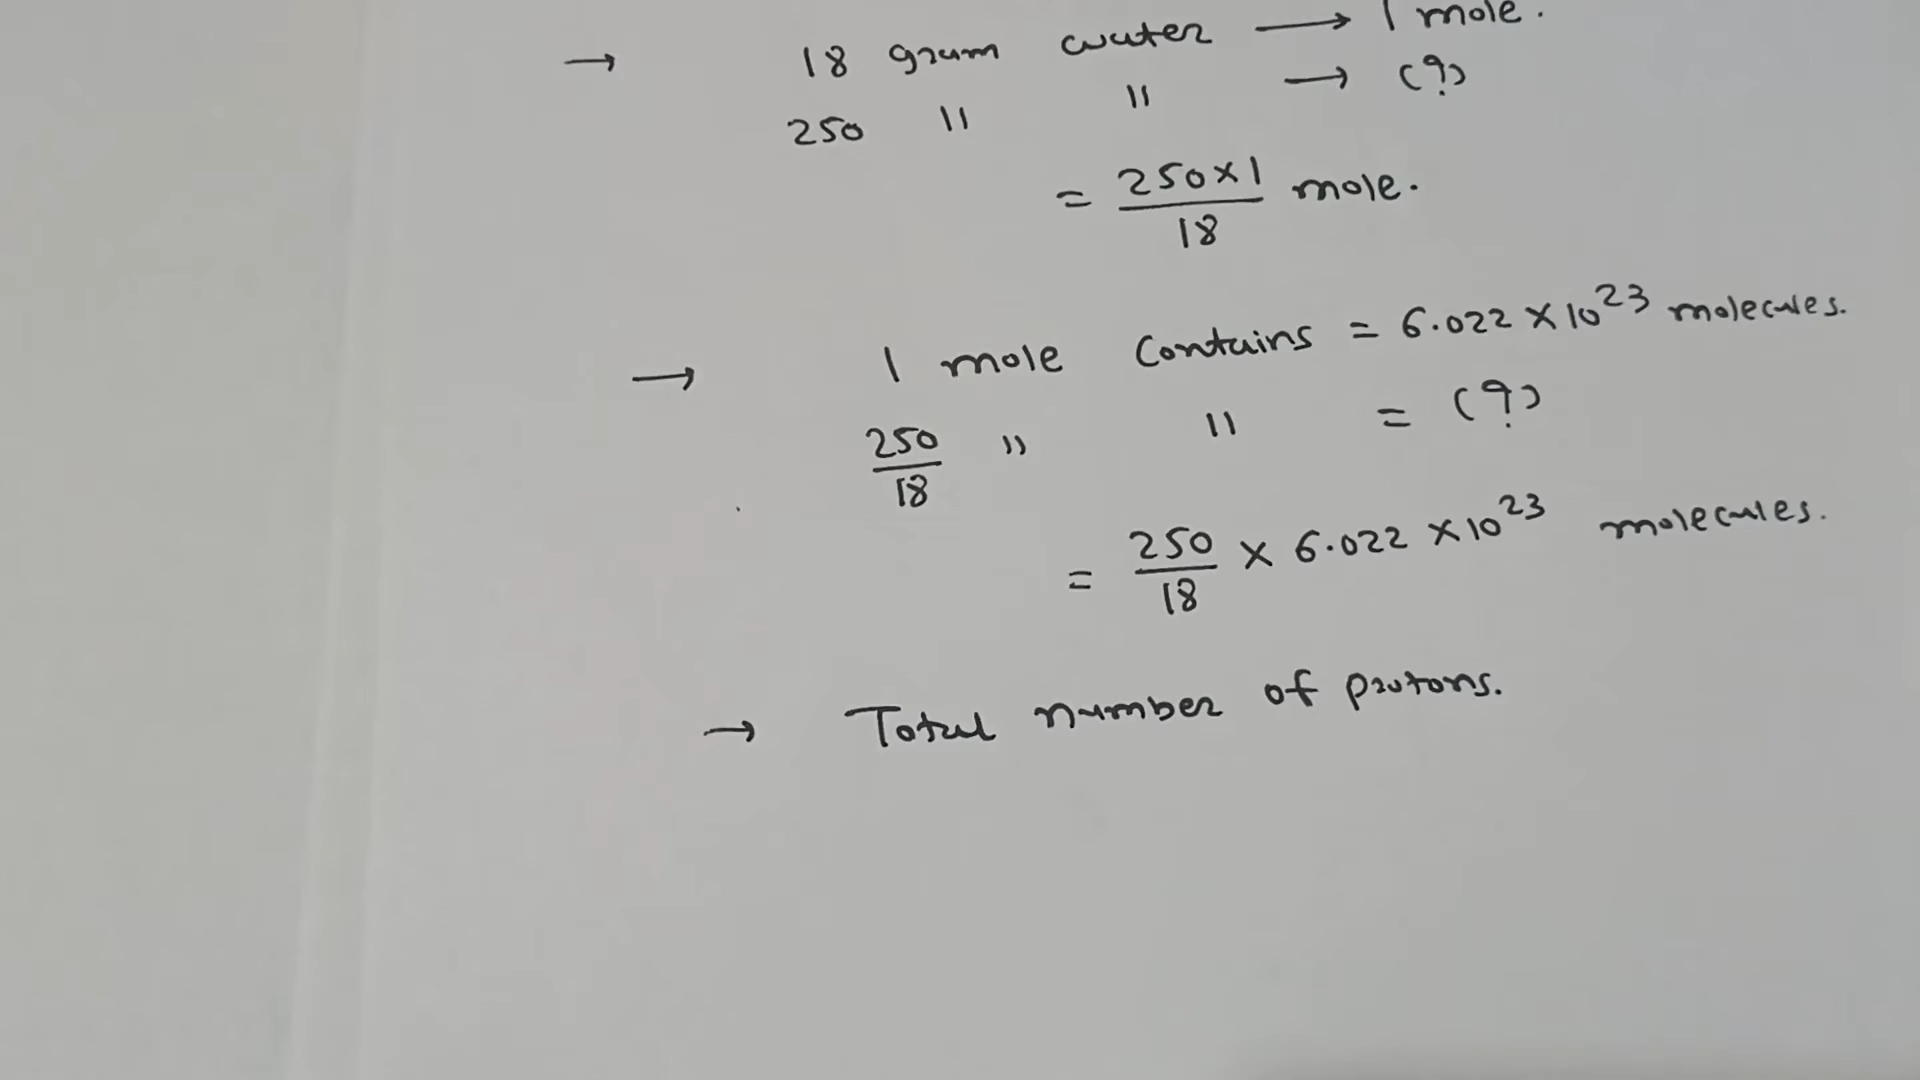 → 18 gram water → 1 mole.
250 " " → (?)
= 250×1/18 mole.
→ 1 mole contains = 6.022 × 10^23 molecules.
250/18 " " = (?)
= 250/18 × 6.022 × 10^23 molecules.
→ Total number of protons.